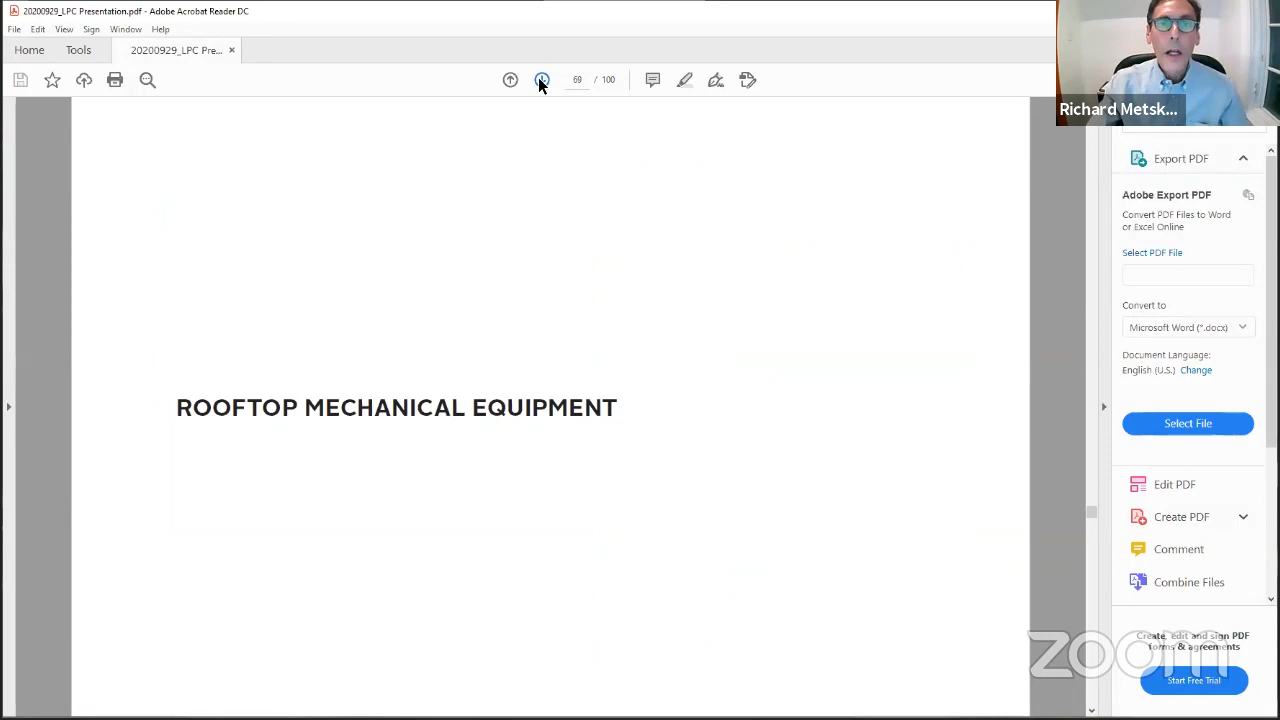 20200929_LPC Presentation.pdf - Adobe Acrobat Reader DC
File Edit View Sign Window Help
Home Tools 20200929_LPC Pre... ×
69 / 100
Richard Metsk...
Export PDF
Adobe Export PDF
Convert PDF Files to Word
or Excel Online
Select PDF File
Convert to
Microsoft Word (*.docx)
Document Language:
English (U.S.) Change
Select File
ROOFTOP MECHANICAL EQUIPMENT
Edit PDF
Create PDF
Comment
Combine Files
Create, edit and sign PDF
forms & agreements
Start Free Trial
zoom